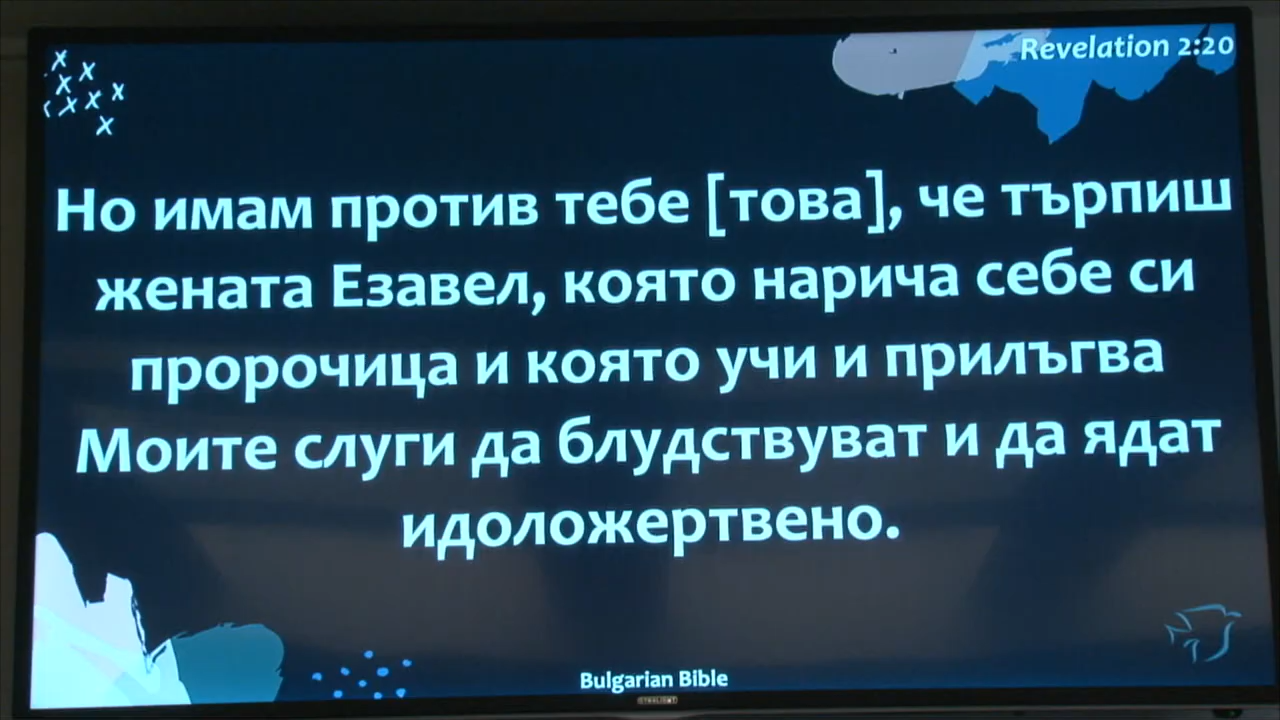 Revelation 2:20
Но имам против тебе [това], че търпиш
жената Езавел, която нарича себе си
пророчица и която учи и прилъгва
Моите слуги да блудствуват и да ядат
идоложертвено.
Bulgarian Bible